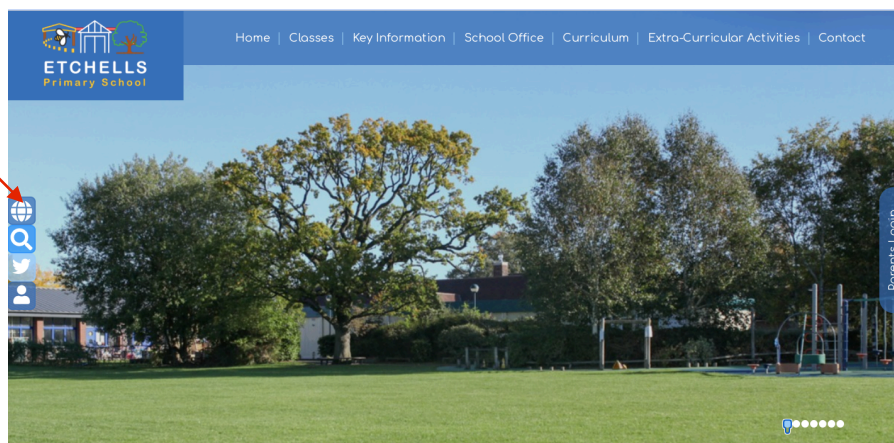 Home Classes Key Information School Office Curriculum Extra-Curricular Activities Contact
ETCHELLS
Primary School
Parents Login